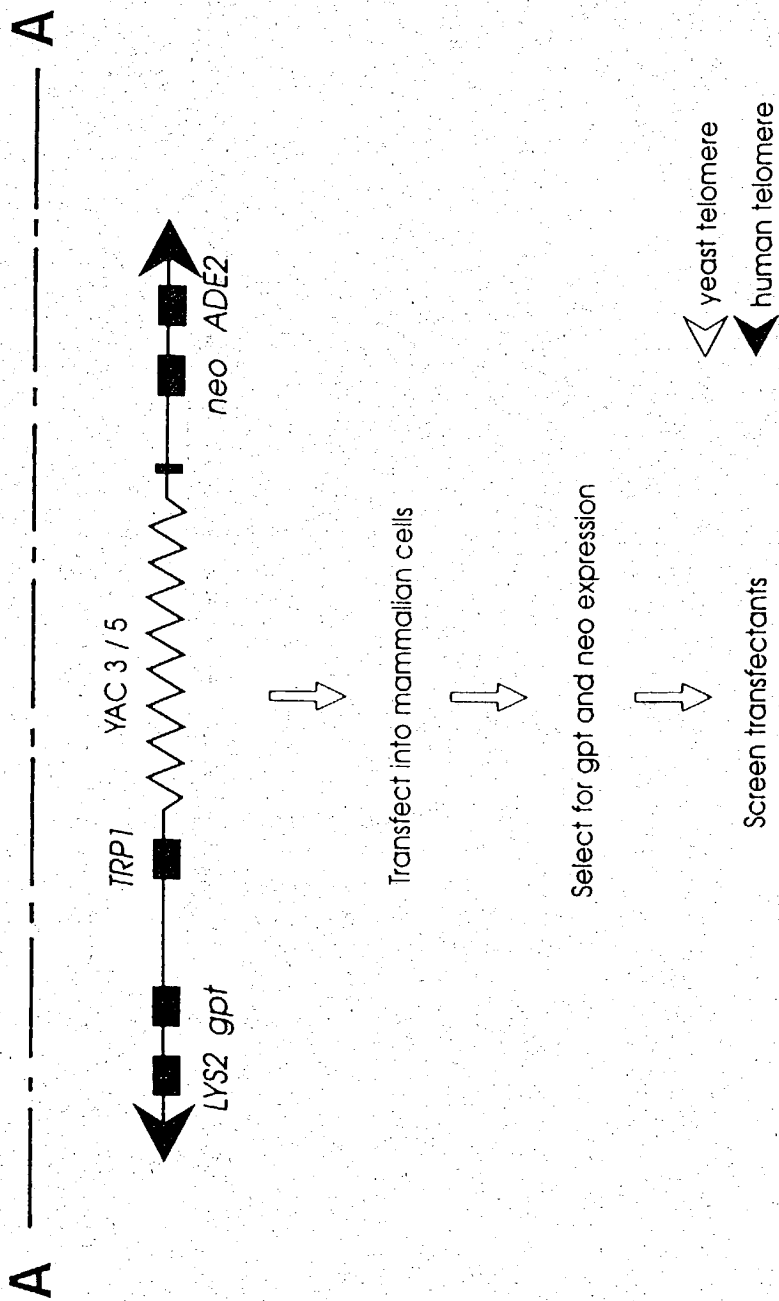 A A
TRP1 YAC 3 / 5
LYS2 gpt neo ADE2
Transfect into mammalian cells
Select for gpt and neo expression
Screen transfectants
yeast telomere
human telomere